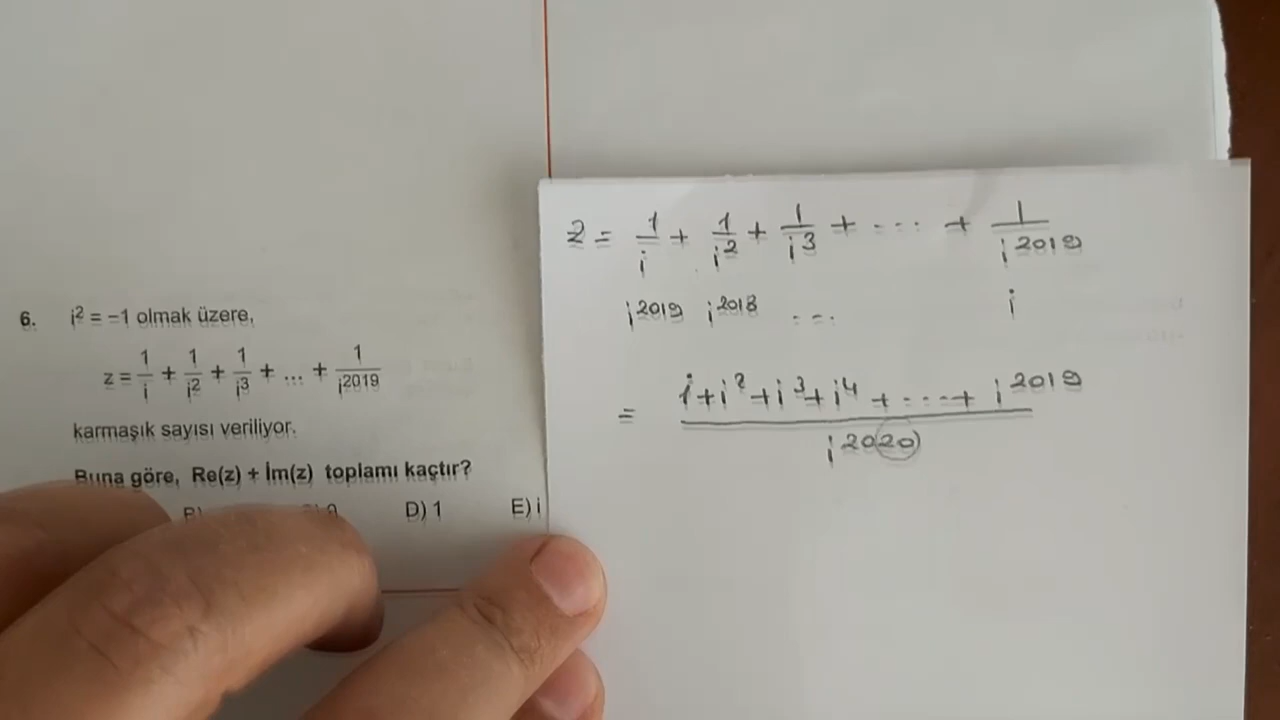 6. i² = −1 olmak üzere,
z = 1/i + 1/i² + 1/i³ + ... + 1/i²⁰¹⁹
karmaşık sayısı veriliyor.
Buna göre, Re(z) + İm(z) toplamı kaçtır?
D) 1 E) i
z = 1/i + 1/i² + 1/i³ + ... + 1/i²⁰¹⁹
i²⁰¹⁹ i²⁰¹⁸ ... i
= (i + i² + i³ + i⁴ + ... + i²⁰¹⁹)/i²⁰²⁰